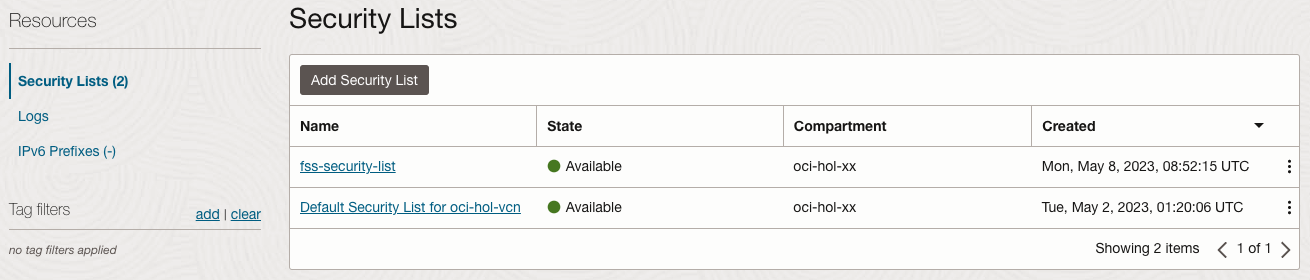 Resources
Security Lists (2)
Logs
IPv6 Prefixes (-)
Tag filters add | clear
no tag filters applied
Security Lists
Add Security List
Name State Compartment Created
fss-security-list Available oci-hol-xx Mon, May 8, 2023, 08:52:15 UTC
Default Security List for oci-hol-vcn Available oci-hol-xx Tue, May 2, 2023, 01:20:06 UTC
Showing 2 items 1 of 1